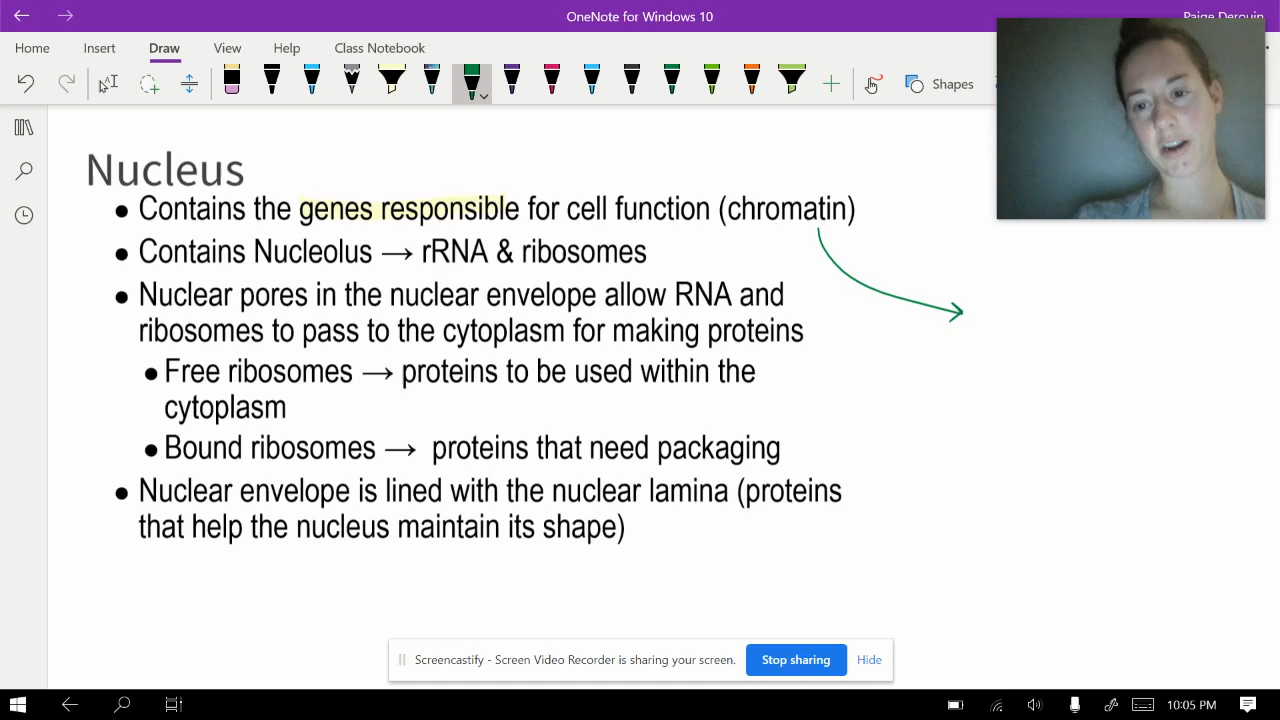 OneNote for Windows 10
Paige Derouin
Home Insert Draw View Help Class Notebook
Shapes
Nucleus
• Contains the genes responsible for cell function (chromatin)
• Contains Nucleolus → rRNA & ribosomes
• Nuclear pores in the nuclear envelope allow RNA and
ribosomes to pass to the cytoplasm for making proteins
• Free ribosomes → proteins to be used within the
cytoplasm
• Bound ribosomes → proteins that need packaging
• Nuclear envelope is lined with the nuclear lamina (proteins
that help the nucleus maintain its shape)
Screencastify - Screen Video Recorder is sharing your screen. Stop sharing Hide
10:05 PM